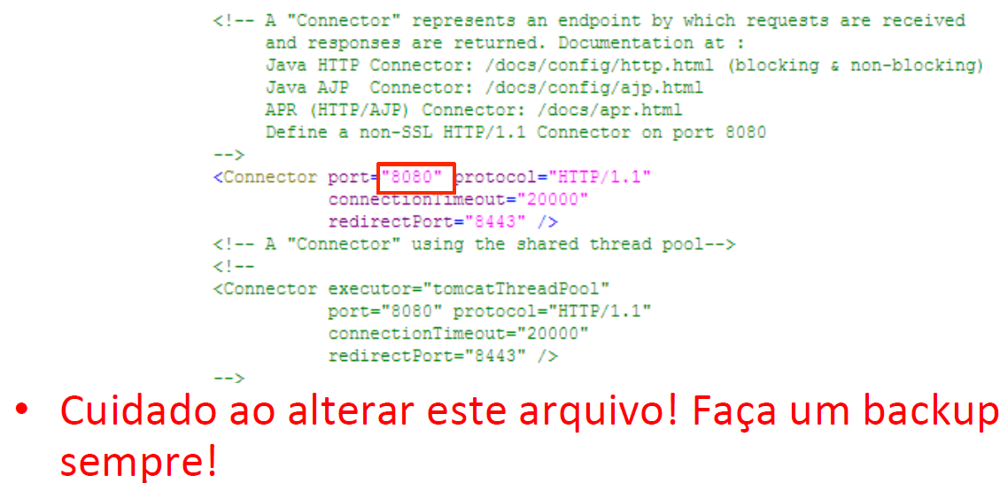 <!-- A "Connector" represents an endpoint by which requests are received
and responses are returned. Documentation at :
Java HTTP Connector: /docs/config/http.html (blocking & non-blocking)
Java AJP  Connector: /docs/config/ajp.html
APR (HTTP/AJP) Connector: /docs/apr.html
Define a non-SSL HTTP/1.1 Connector on port 8080
-->
<Connector port="8080" protocol="HTTP/1.1"
connectionTimeout="20000"
redirectPort="8443" />
<!-- A "Connector" using the shared thread pool-->
<!--
<Connector executor="tomcatThreadPool"
port="8080" protocol="HTTP/1.1"
connectionTimeout="20000"
redirectPort="8443" />
-->
• Cuidado ao alterar este arquivo! Faça um backup
sempre!